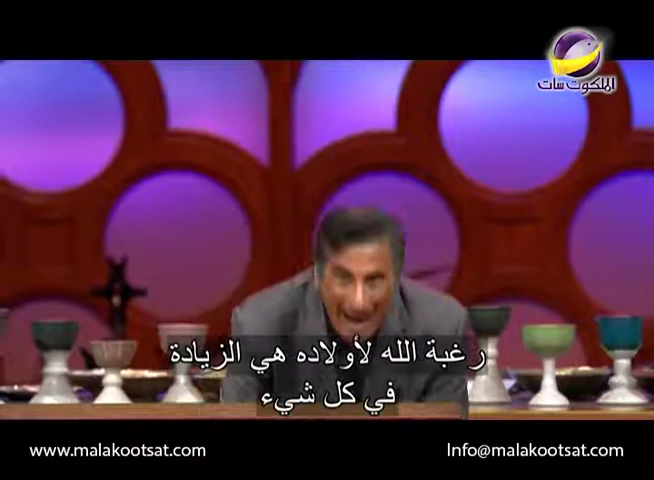 الملكوت سات
رغبة الله لأولاده هي الزيادة
في كل شيء
www.malakootsat.com
Info@malakootsat.com